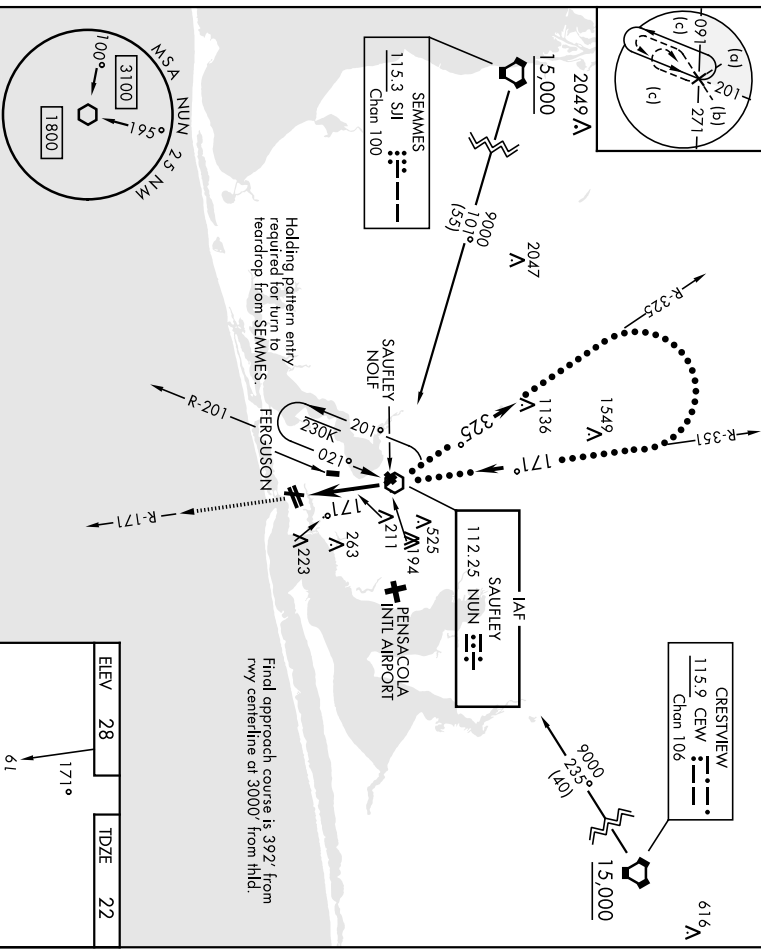 (c)
160
(a)
201
(b)
271
(c)
MSA NUN 25 NM
100°
3100
195°
1800
2049
15,000
SEMMES
115.3 SJI
Chan 100
9000
101°
(55)
2047
Holding pattern entry
required for turn to
teardrop from SEMMES.
R-325
R-351
1549
1136
325°
171°
SAUFLEY
NOLF
201°
230K
021°
R-201
FERGUSON
171°
R-171
525
194
211
263
223
IAF
SAUFLEY
112.25 NUN
PENSACOLA
INTL AIRPORT
CRESTVIEW
115.9 CEW
Chan 106
9000
235°
(40)
15,000
616
Final approach course is 392' from
rwy centerline at 3000' from thld.
ELEV 28
TDZE 22
171°
19